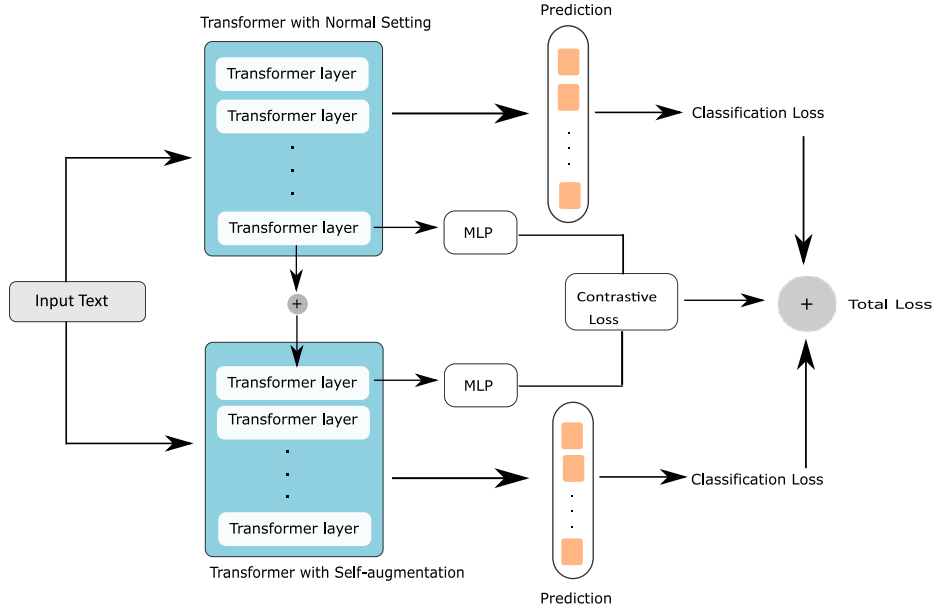 Prediction
Transformer with Normal Setting
Transformer layer
Transformer layer
Classification Loss
Transformer layer
MLP
Input Text
+
Contrastive
Loss
+
Total Loss
Transformer layer
MLP
Transformer layer
Classification Loss
Transformer layer
Transformer with Self-augmentation
Prediction